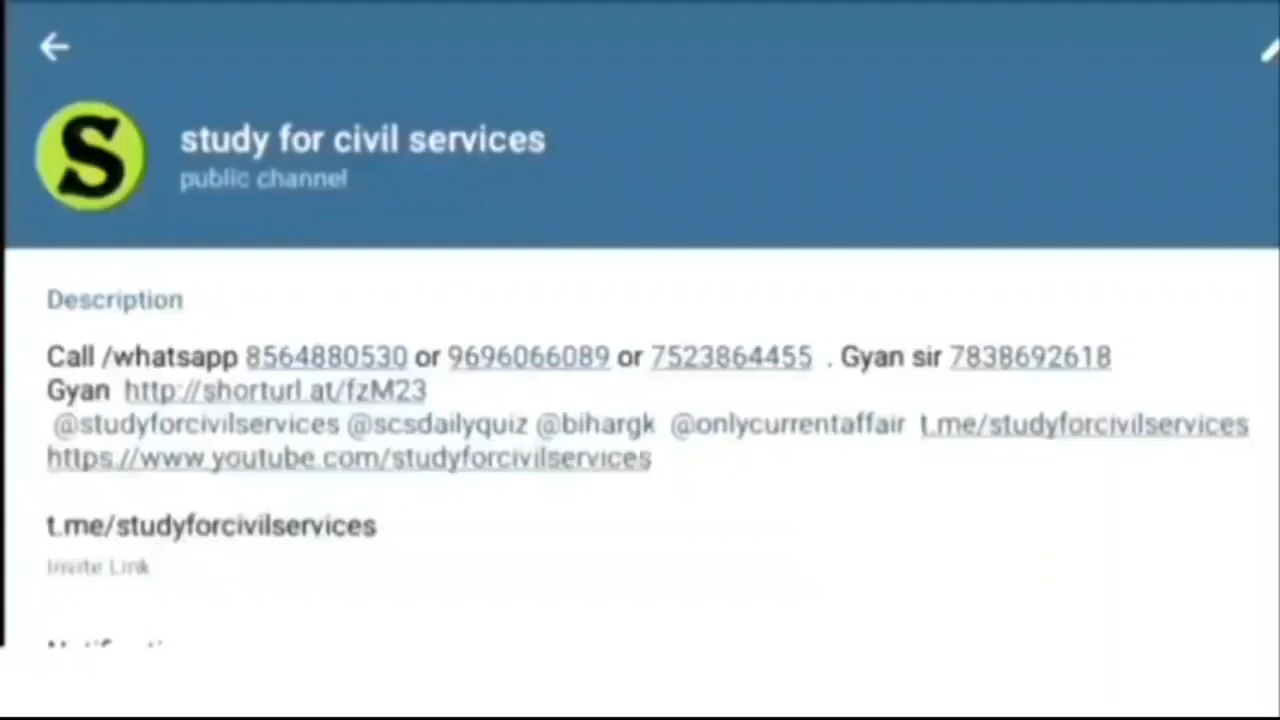 S
study for civil services
public channel
Description
Call /whatsapp 8564880530 or 9696066089 or 7523864455 . Gyan sir 7838692618
Gyan http://shorturl.at/fzM23
@studyforcivilservices @scsdailyquiz @bihargk @onlycurrentaffair t.me/studyforcivilservices
https://www.youtube.com/studyforcivilservices
t.me/studyforcivilservices
Invite Link